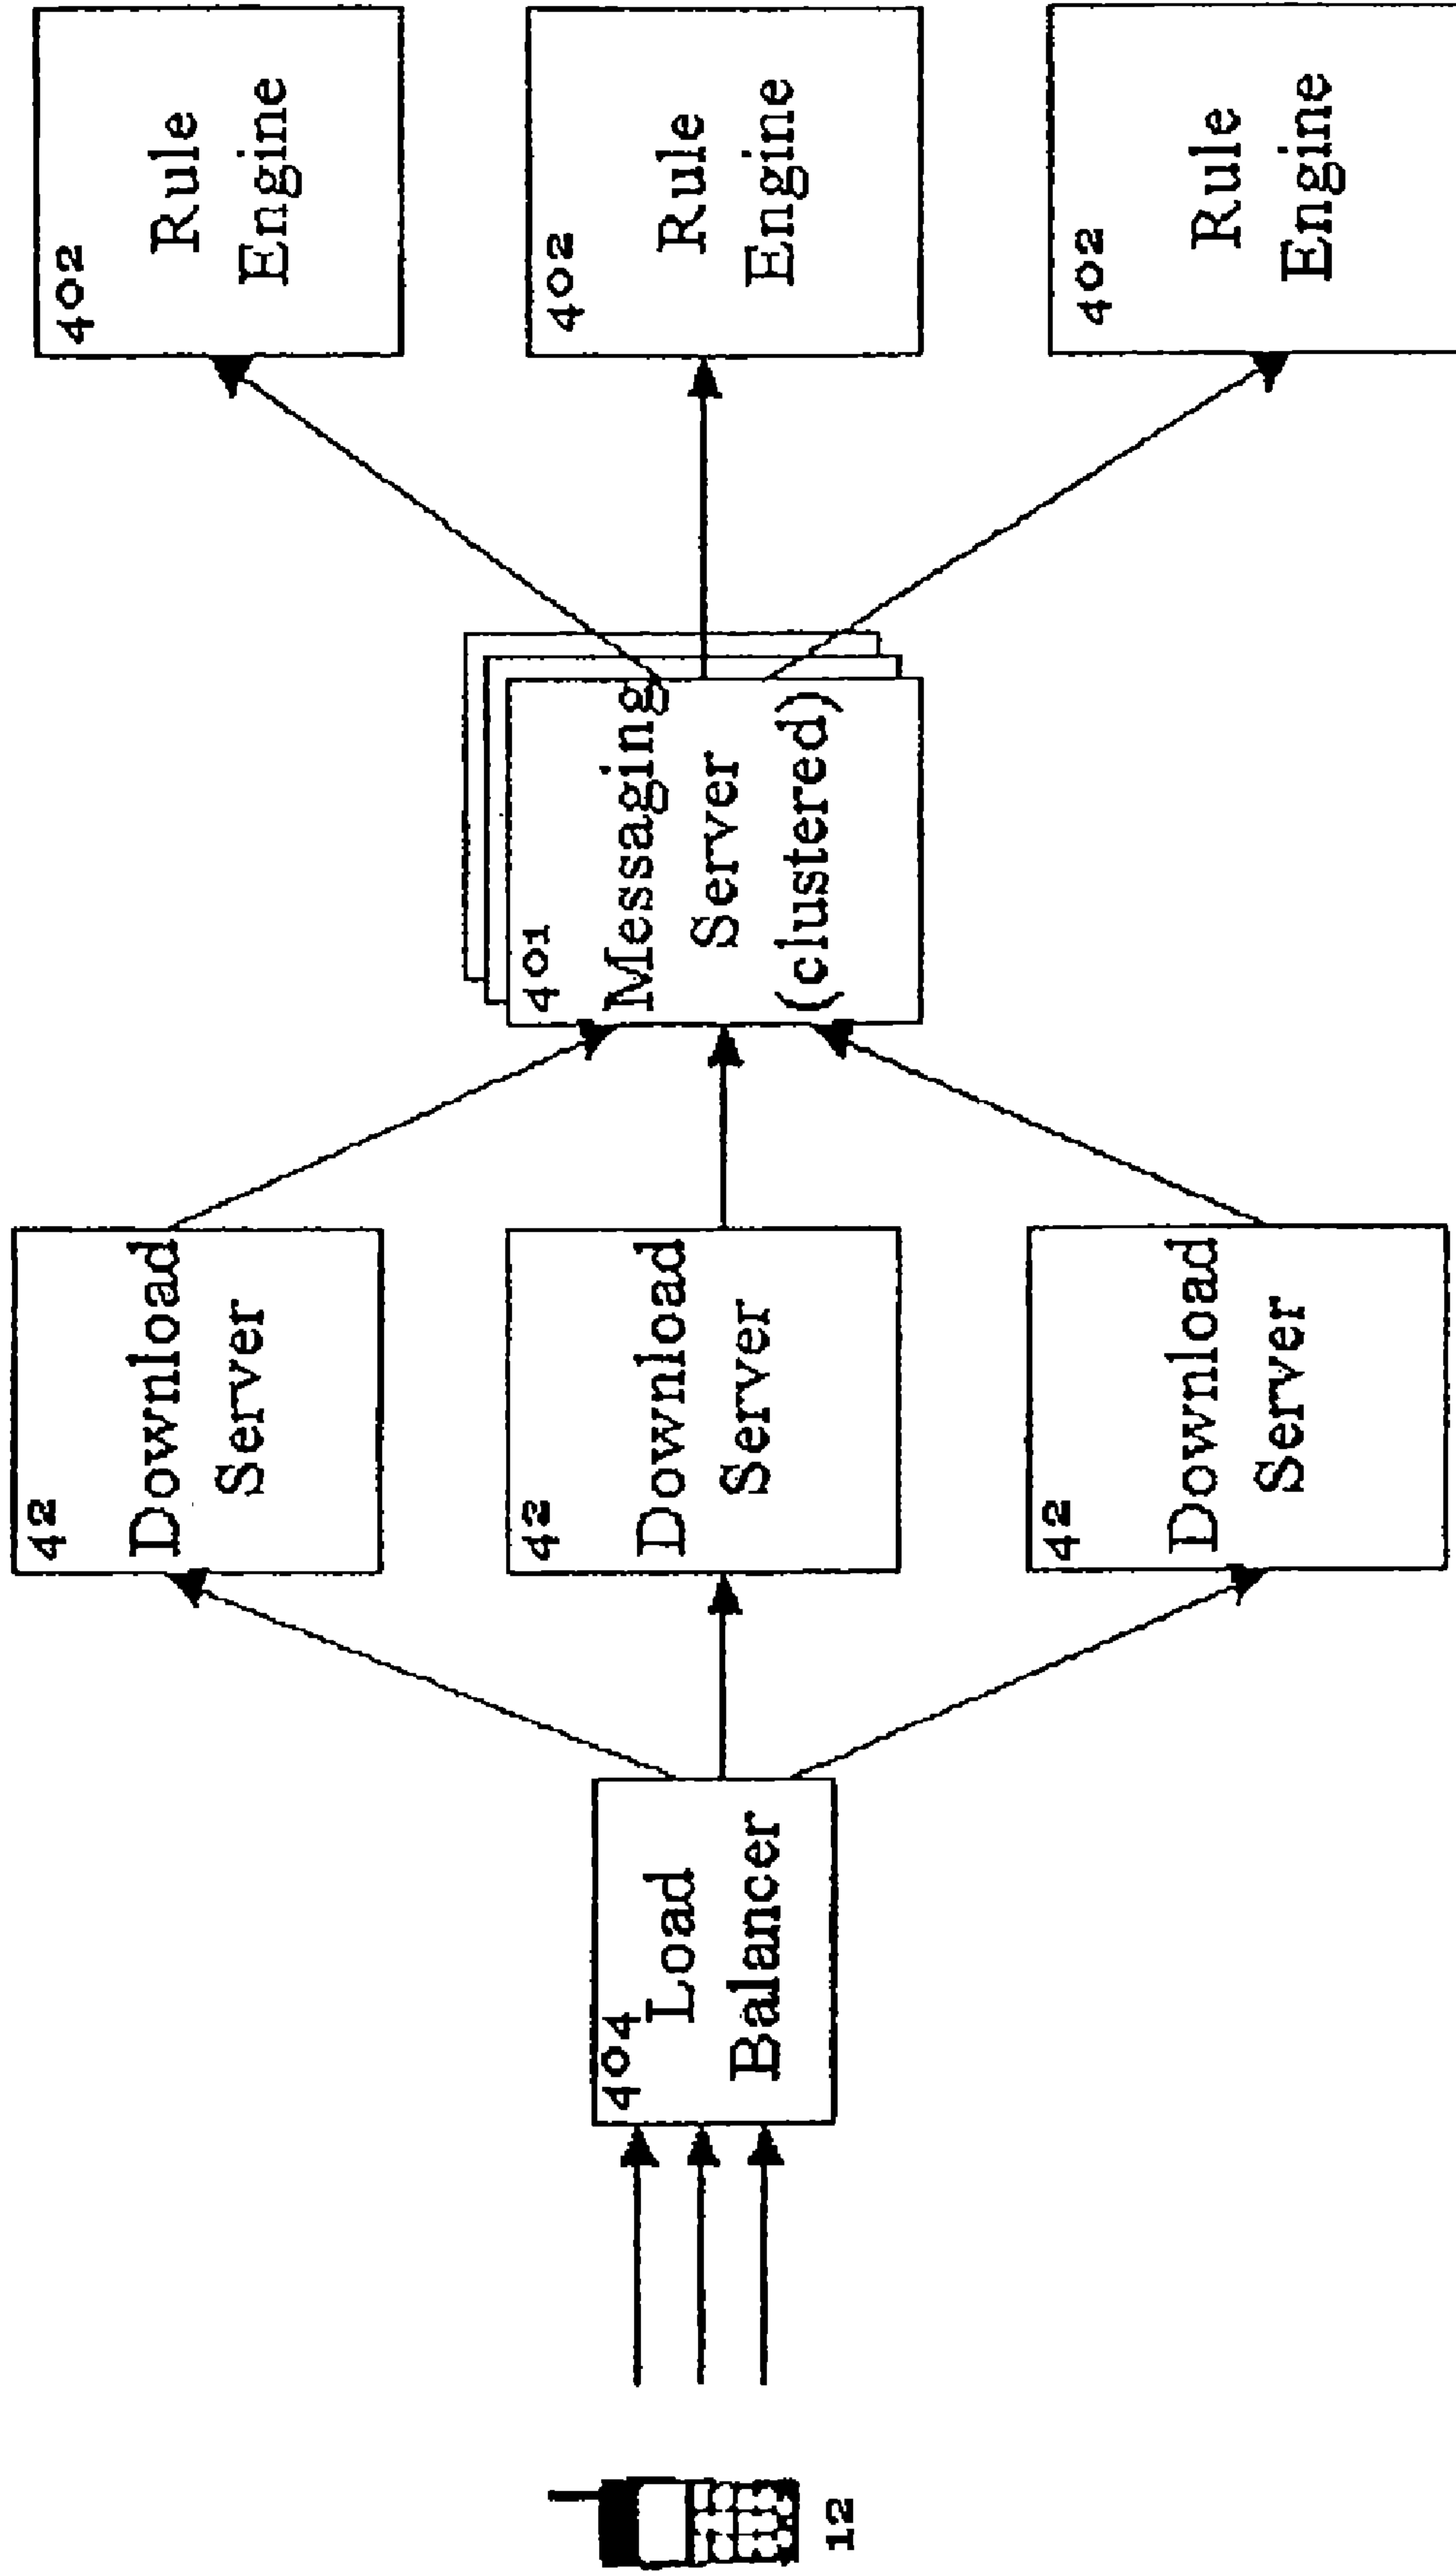 12
404
Load
Balancer
42
Download
Server
42
Download
Server
42
Download
Server
401
Messaging
Server
(clustered)
402
Rule
Engine
402
Rule
Engine
402
Rule
Engine